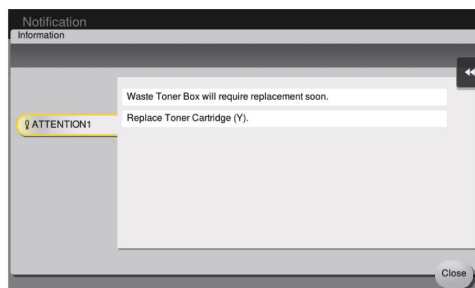 Notification
Information
Waste Toner Box will require replacement soon.
ATTENTION1
Replace Toner Cartridge (Y).
Close